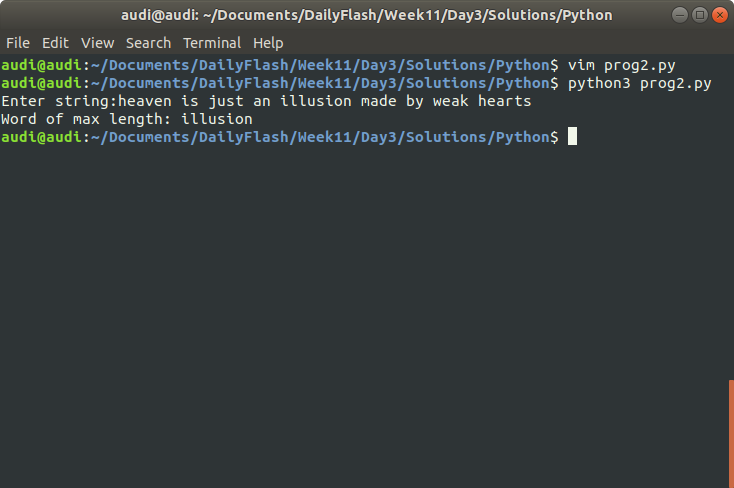 audi@audi: ~/Documents/DailyFlash/Week11/Day3/Solutions/Python
File Edit View Search Terminal Help
audi@audi:~/Documents/DailyFlash/Week11/Day3/Solutions/Python$ vim prog2.py
audi@audi:~/Documents/DailyFlash/Week11/Day3/Solutions/Python$ python3 prog2.py
Enter string:heaven is just an illusion made by weak hearts
Word of max length: illusion
audi@audi:~/Documents/DailyFlash/Week11/Day3/Solutions/Python$